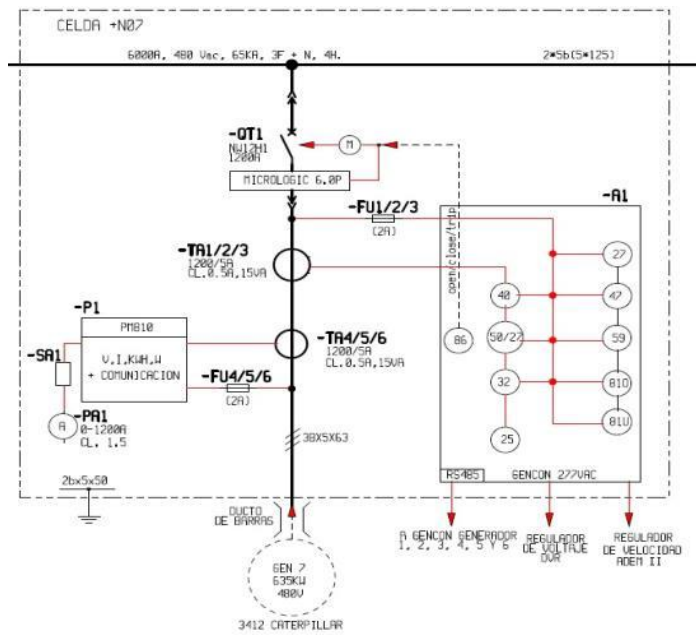 CELDA +N07
6000A, 480 Vac, 65KA, 3F + N, 4H.
2*5b(5*125)
-QT1
NW12H1
1200A
M
MICROLOGIC 6.0P
-FU1/2/3
(2A)
-A1
open/close/trip
27
-TA1/2/3
1200/5A
CL.0.5A,15VA
40
47
-P1
PM810
V,I,KWH,W
+ COMUNICACION
-TA4/5/6
1200/5A
CL.0.5A,15VA
86
50/27
59
-SA1
-FU4/5/6
(2A)
32
81O
A
-PA1
0-1200A
CL. 1.5
81U
25
3BX5X63
2bx5x50
RS485
GENCON 277VAC
DUCTO
DE BARRAS
A GENCON GENERADOR
1, 2, 3, 4, 5 Y 6
REGULADOR
DE VOLTAJE
DVR
REGULADOR
DE VELOCIDAD
ADEM II
GEN 7
635KW
480V
3412 CATERPILLAR